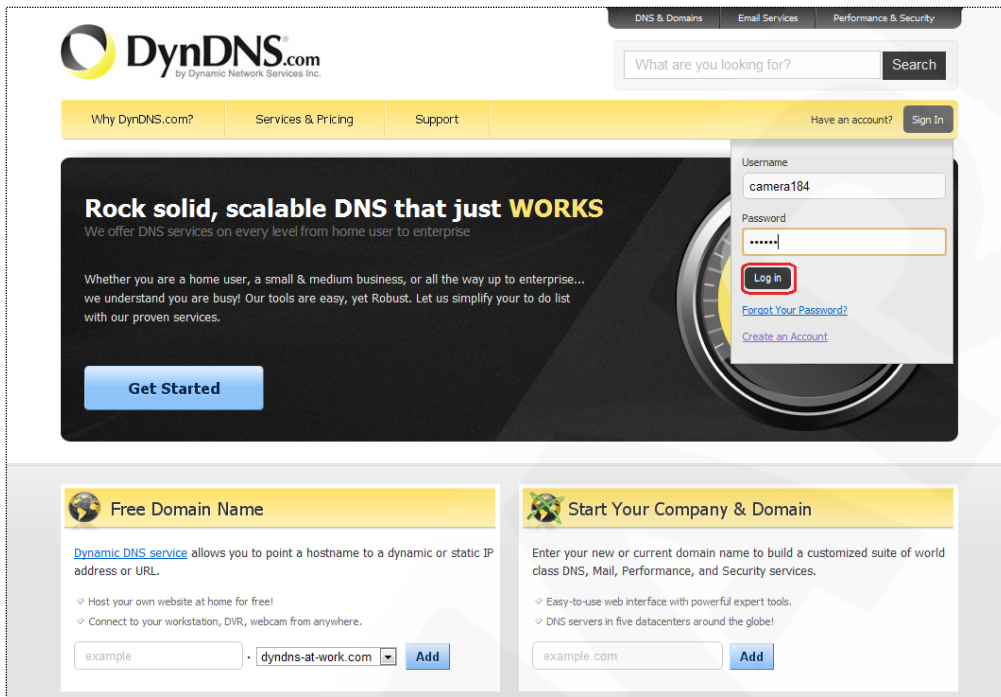 DNS & Domains
Email Services
Performance & Security
DynDNS.com
by Dynamic Network Services Inc.
What are you looking for?
Search
Why DynDNS.com?
Services & Pricing
Support
Have an account?
Sign In
Username
camera184
Password
••••••
Log in
Forgot Your Password?
Create an Account
Rock solid, scalable DNS that just WORKS
We offer DNS services on every level from home user to enterprise
Whether you are a home user, a small & medium business, or all the way up to enterprise...
we understand you are busy! Our tools are easy, yet Robust. Let us simplify your to do list
with our proven services.
Get Started
Free Domain Name
Dynamic DNS service allows you to point a hostname to a dynamic or static IP
address or URL.
Host your own website at home for free!
Connect to your workstation, DVR, webcam from anywhere.
example
. dyndns-at-work.com
Add
Start Your Company & Domain
Enter your new or current domain name to build a customized suite of world
class DNS, Mail, Performance, and Security services.
Easy-to-use web interface with powerful expert tools.
DNS servers in five datacenters around the globe!
example.com
Add